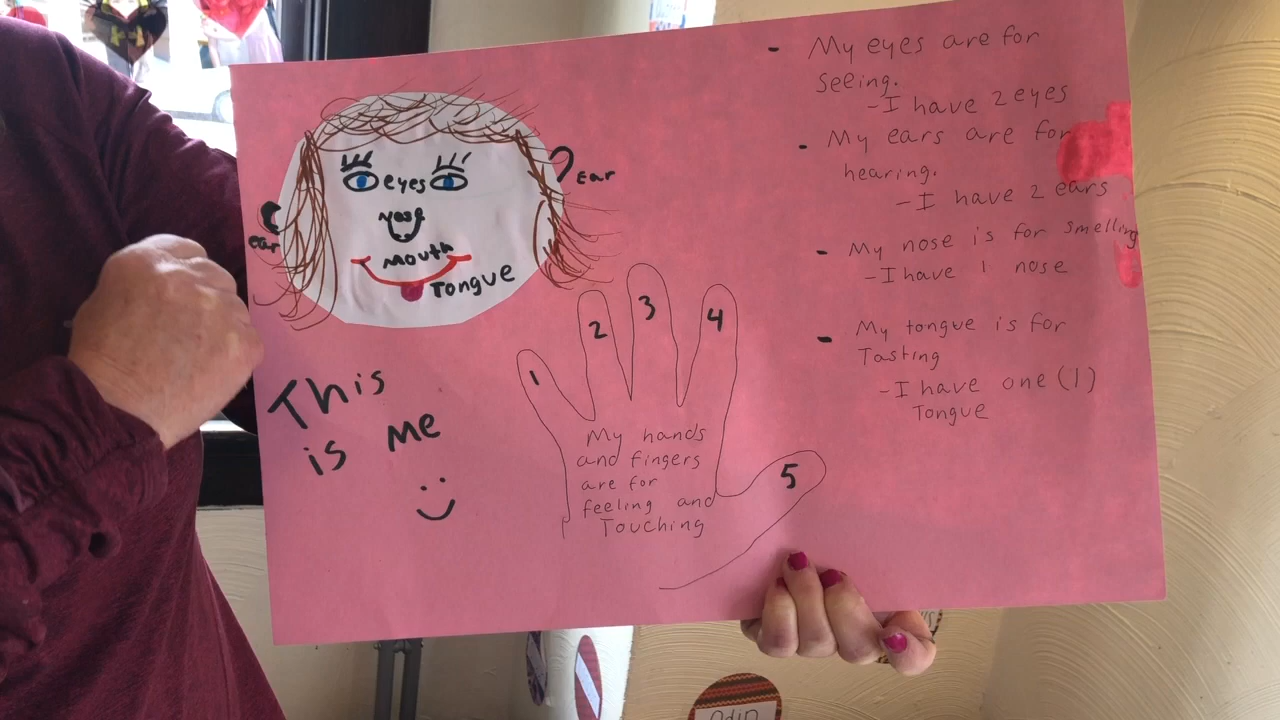 eyes
Ear
ear
Nose
Mouth
Tongue
This
is me
1
2
3
4
5
My hands
and fingers
are for
feeling and
Touching
- My eyes are for
seeing.
- I have 2 eyes
- My ears are for
hearing.
- I have 2 ears
- My nose is for smelling
- I have 1 nose
- My tongue is for
Tasting
- I have one (1)
Tongue
Odin